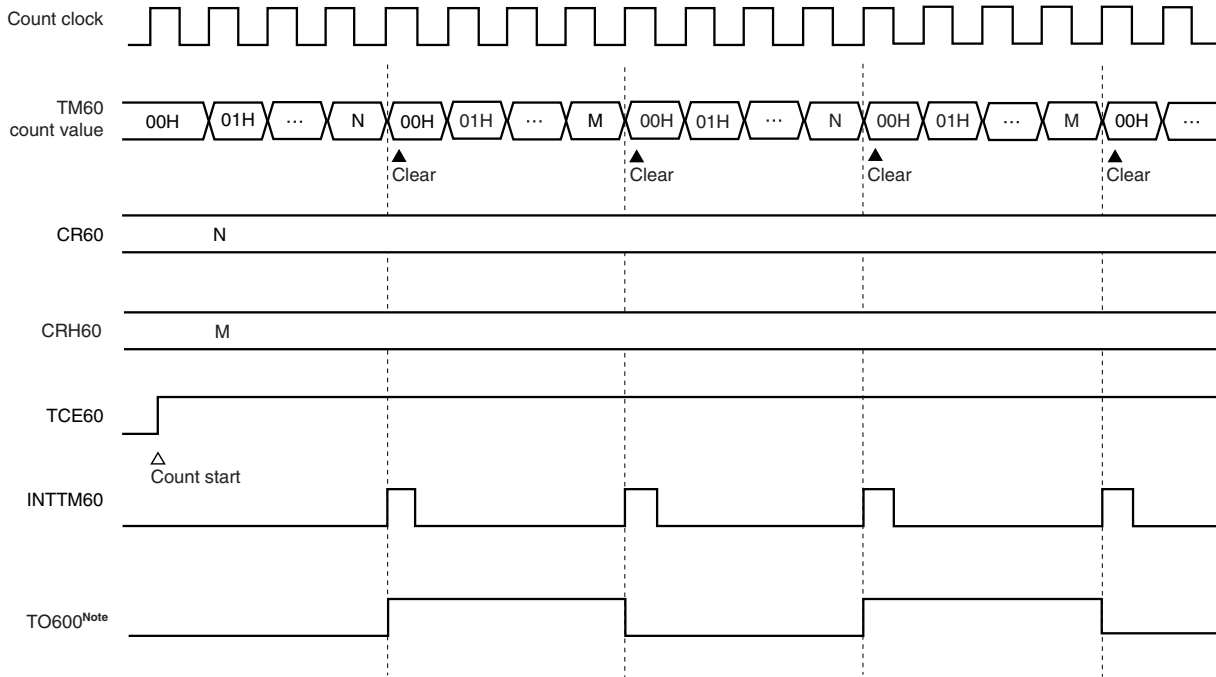 Count clock
TM60
count value
00H 01H ··· N 00H 01H ··· M 00H 01H ··· N 00H 01H ··· M 00H ···
Clear Clear Clear Clear
CR60
N
CRH60
M
TCE60
Count start
INTTM60
TO600Note